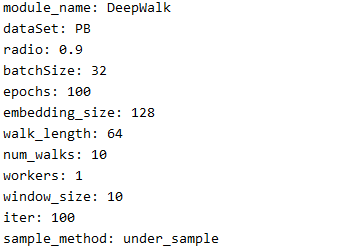 module_name: DeepWalk
dataSet: PB
radio: 0.9
batchSize: 32
epochs: 100
embedding_size: 128
walk_length: 64
num_walks: 10
workers: 1
window_size: 10
iter: 100
sample_method: under_sample